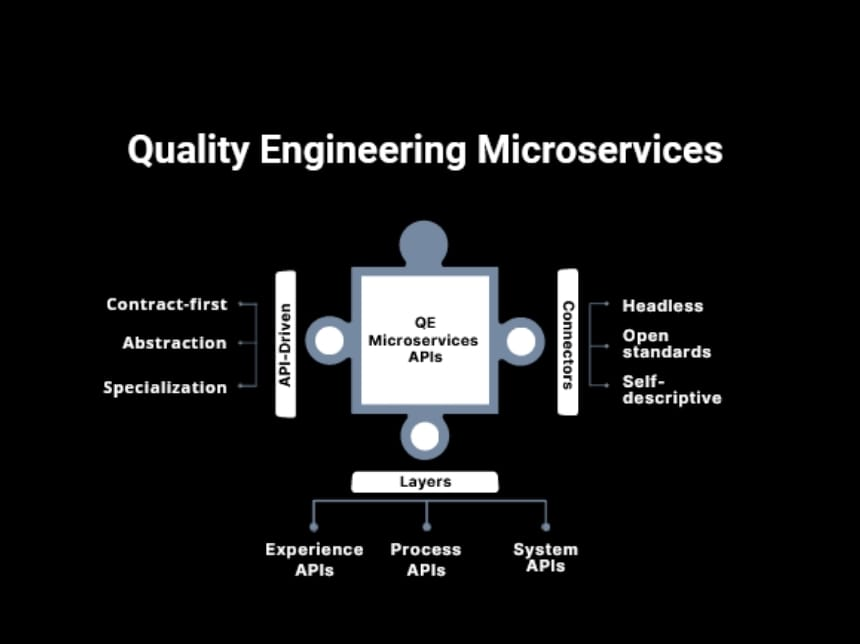 Quality Engineering Microservices
Contract-first
Abstraction
Specialization
API-Driven
QE
Microservices
APIs
Connectors
Headless
Open
standards
Self-
descriptive
Layers
Experience
APIs
Process
APIs
System
APIs